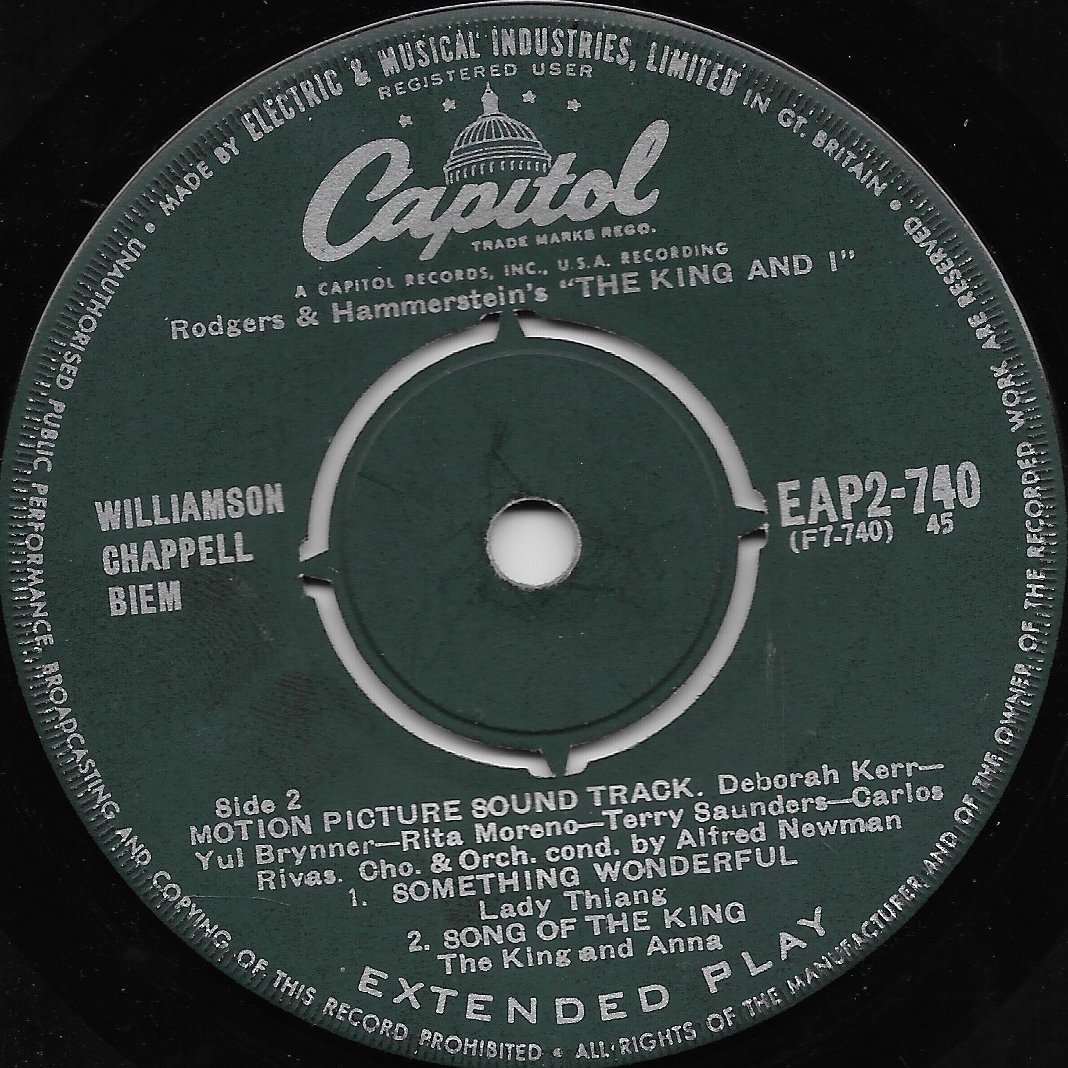 MADE BY ELECTRIC & MUSICAL INDUSTRIES, LIMITED IN GT. BRITAIN
REGISTERED USER
Capitol
TRADE MARKS REGD.
A CAPITOL RECORDS, INC., U.S.A. RECORDING
Rodgers & Hammerstein's "THE KING AND I"
WILLIAMSON
CHAPPELL
BIEM
EAP2-740
(F7-740) 45
Side 2
MOTION PICTURE SOUND TRACK. Deborah Kerr—
Yul Brynner—Rita Moreno—Terry Saunders—Carlos
Rivas. Cho. & Orch. cond. by Alfred Newman
1. SOMETHING WONDERFUL
Lady Thiang
2. SONG OF THE KING
The King and Anna
EXTENDED PLAY
• UNAUTHORISED PUBLIC PERFORMANCE, BROADCASTING AND COPYING OF THIS RECORD PROHIBITED • ALL RIGHTS OF THE MANUFACTURER AND OF THE OWNER OF THE RECORDED WORK ARE RESERVED •